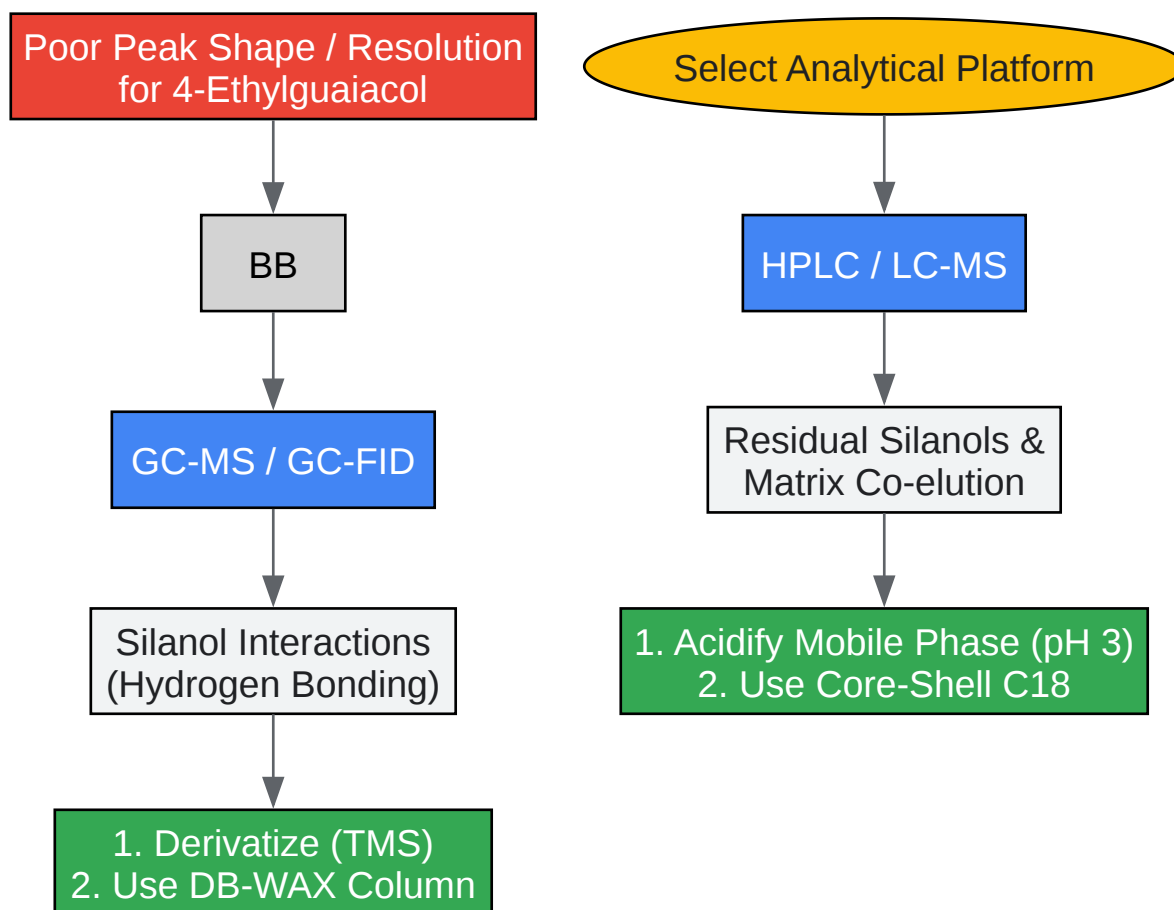 Poor Peak Shape / Resolution
for 4-Ethylguaiacol
BB
GC-MS / GC-FID
Silanol Interactions
(Hydrogen Bonding)
1. Derivatize (TMS)
2. Use DB-WAX Column
Select Analytical Platform
HPLC / LC-MS
Residual Silanols &
Matrix Co-elution
1. Acidify Mobile Phase (pH 3)
2. Use Core-Shell C18